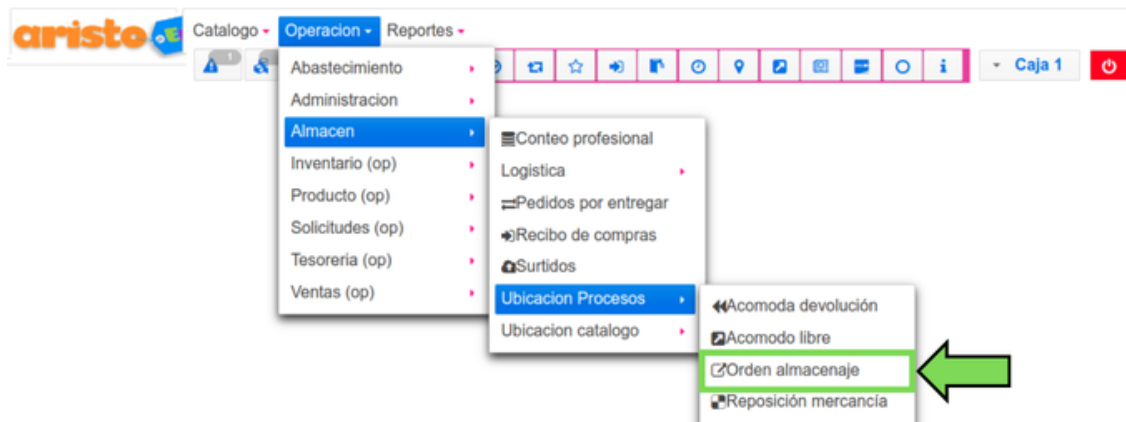 aristo
Catalogo Operacion Reportes
1
Caja 1
Abastecimiento
Administracion
Almacen
Inventario (op)
Producto (op)
Solicitudes (op)
Tesoreria (op)
Ventas (op)
Conteo profesional
Logistica
Pedidos por entregar
Recibo de compras
Surtidos
Ubicacion Procesos
Ubicacion catalogo
Acomoda devolución
Acomodo libre
Orden almacenaje
Reposición mercancía